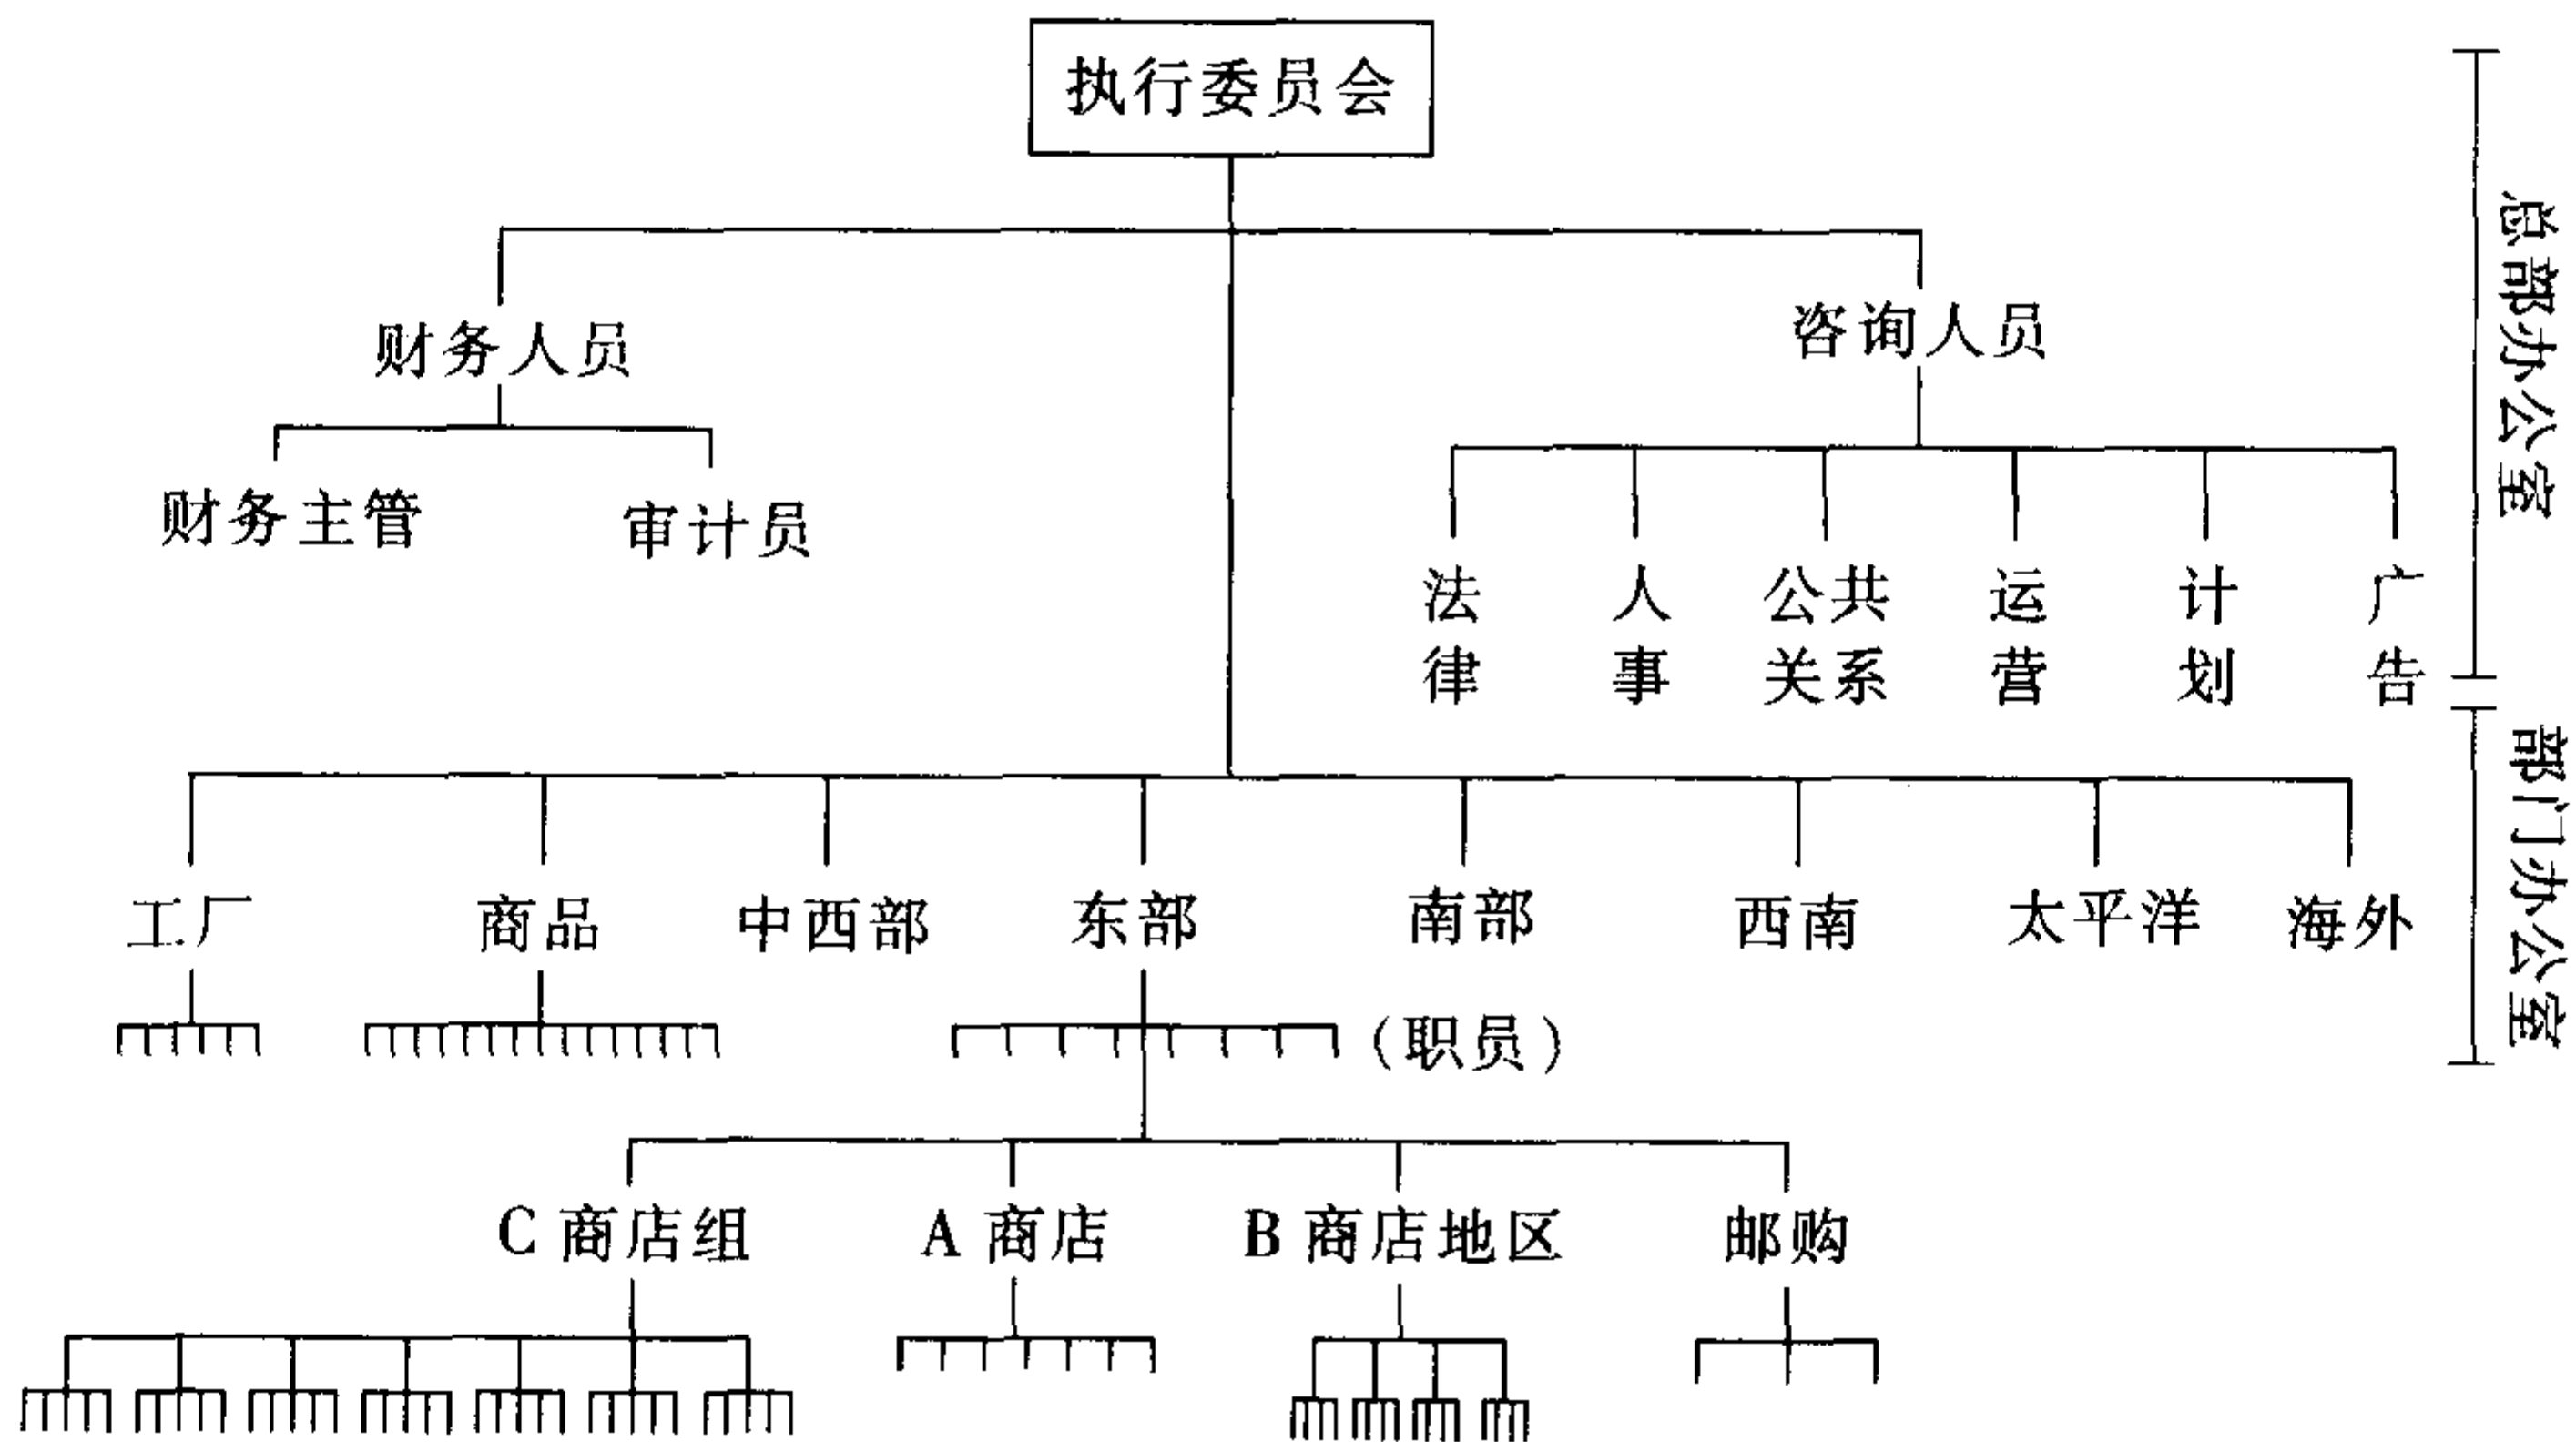 执行委员会
财务人员
咨询人员
财务主管
审计员
法律
人事
公共
关系
运营
计划
广告
总部办公室
工厂
商品
中西部
东部
南部
西南
太平洋
海外
(职员)
部门办公室
C 商店组
A 商店
B 商店地区
邮购